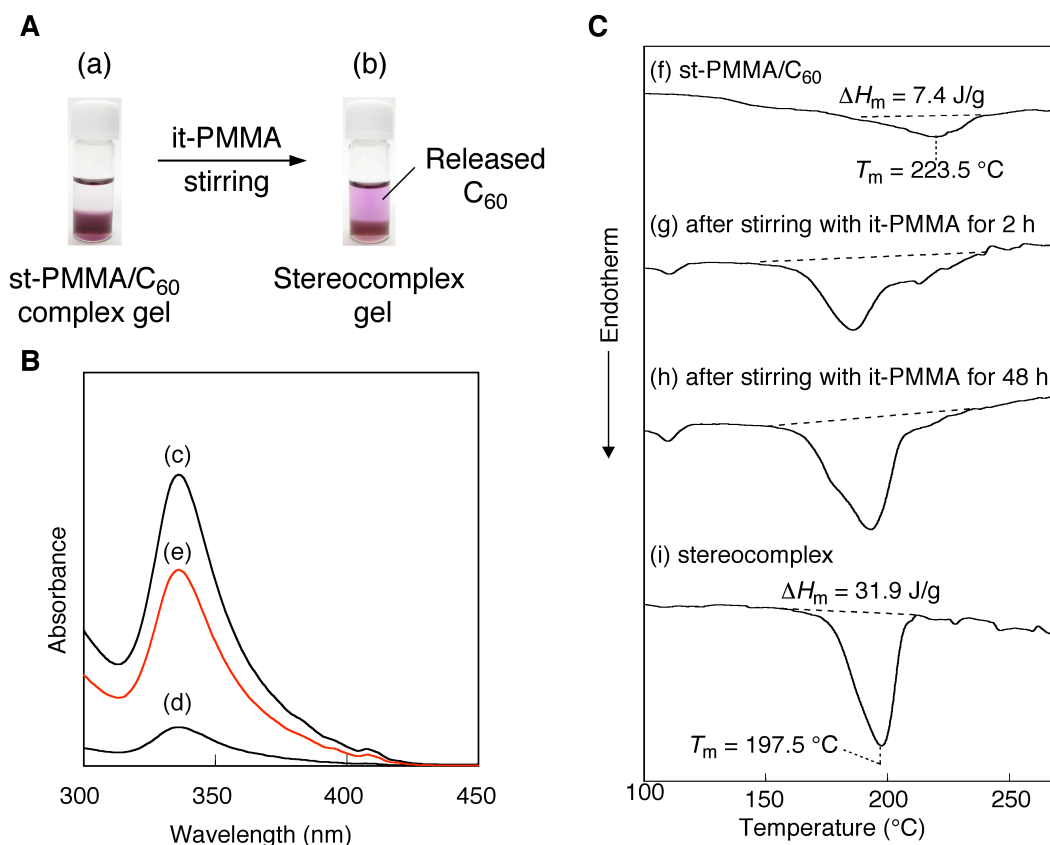 A
(a)
(b)
it-PMMA
stirring
Released
C60
st-PMMA/C60
complex gel
Stereocomplex
gel
B
(c)
(e)
(d)
Absorbance
300
350
400
450
Wavelength (nm)
C
(f) st-PMMA/C60
ΔHm = 7.4 J/g
Tm = 223.5 °C
(g) after stirring with it-PMMA for 2 h
Endotherm
(h) after stirring with it-PMMA for 48 h
(i) stereocomplex
ΔHm = 31.9 J/g
Tm = 197.5 °C
100
150
200
250
Temperature (°C)